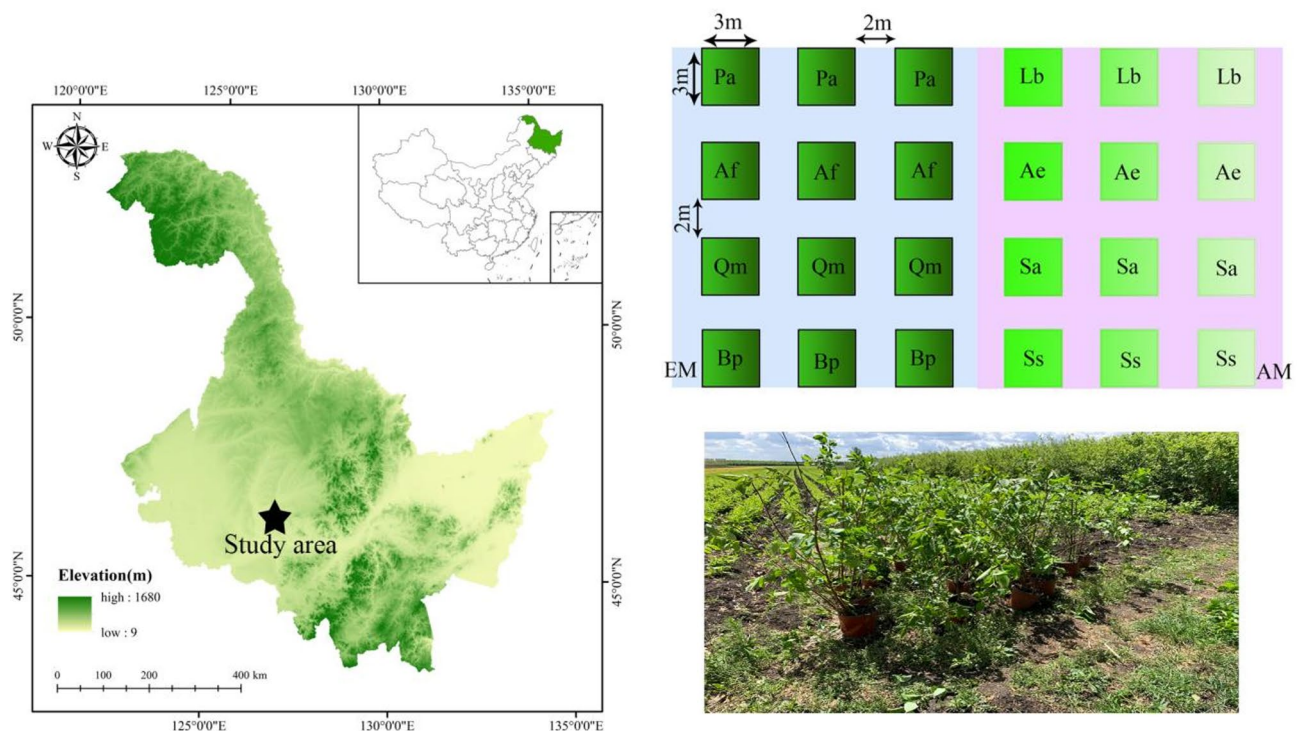 120°0'0"E 125°0'0"E 130°0'0"E 135°0'0"E
N
W E
S
50°0'0"N
50°0'0"N
Study area
45°0'0"N
45°0'0"N
Elevation(m)
high : 1680
low : 9
0 100 200 400 km
125°0'0"E 130°0'0"E 135°0'0"E
3m 2m
3m
Pa Pa Pa Lb Lb Lb
Af Af Af Ae Ae Ae
2m
Qm Qm Qm Sa Sa Sa
EM Bp Bp Bp Ss Ss Ss AM